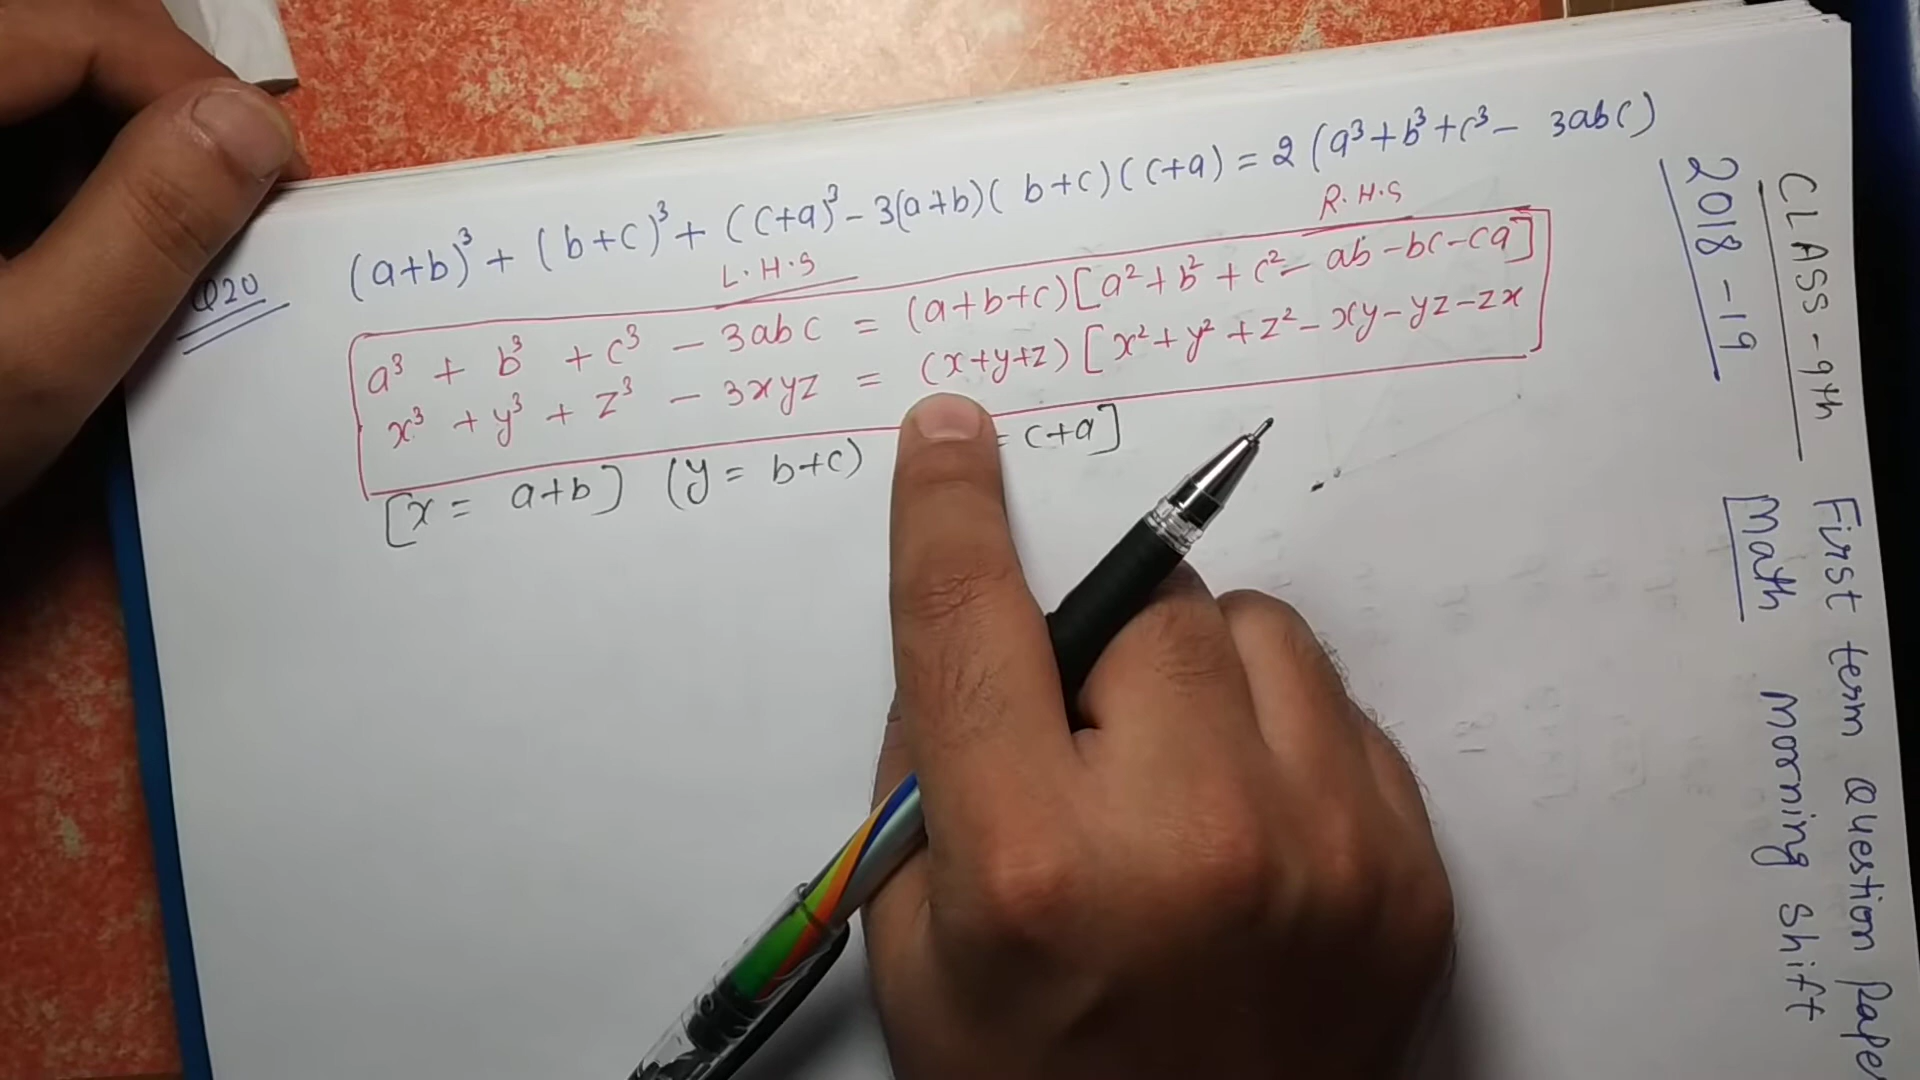 Q20 (a+b)³ + (b+c)³ + (c+a)³ - 3(a+b)(b+c)(c+a) = 2(a³+b³+c³- 3abc)
L.H.S R.H.S
a³ + b³ + c³ - 3abc = (a+b+c)[a²+b²+c²- ab-bc-ca]
x³ + y³ + z³ - 3xyz = (x+y+z)[x²+y²+z²-xy-yz-zx
[x = a+b] (y = b+c) = c+a]
CLASS-9th First term Question Pape
2018-19 Math Morning Shift